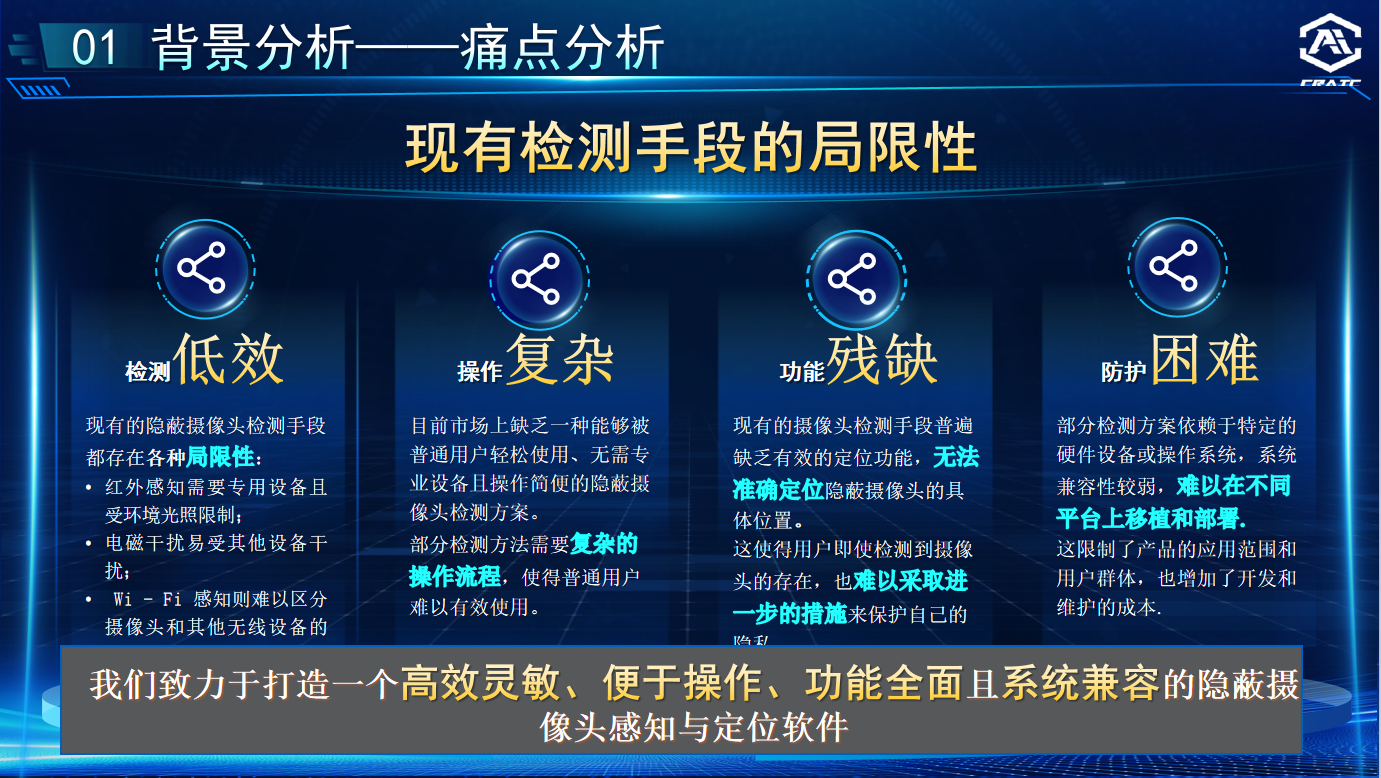 01 背景分析——痛点分析
CRAIC
现有检测手段的局限性
检测低效
现有的隐蔽摄像头检测手段
都存在各种局限性：
• 红外感知需要专用设备且
受环境光照限制；
• 电磁干扰易受其他设备干
扰；
• Wi - Fi 感知则难以区分
摄像头和其他无线设备的
操作复杂
目前市场上缺乏一种能够被
普通用户轻松使用、无需专
业设备且操作简便的隐蔽摄
像头检测方案。
部分检测方法需要复杂的
操作流程，使得普通用户
难以有效使用。
功能残缺
现有的摄像头检测手段普遍
缺乏有效的定位功能，无法
准确定位隐蔽摄像头的具
体位置。
这使得用户即使检测到摄像
头的存在，也难以采取进
一步的措施来保护自己的
隐私
防护困难
部分检测方案依赖于特定的
硬件设备或操作系统，系统
兼容性较弱，难以在不同
平台上移植和部署.
这限制了产品的应用范围和
用户群体，也增加了开发和
维护的成本.
我们致力于打造一个高效灵敏、便于操作、功能全面且系统兼容的隐蔽摄
像头感知与定位软件